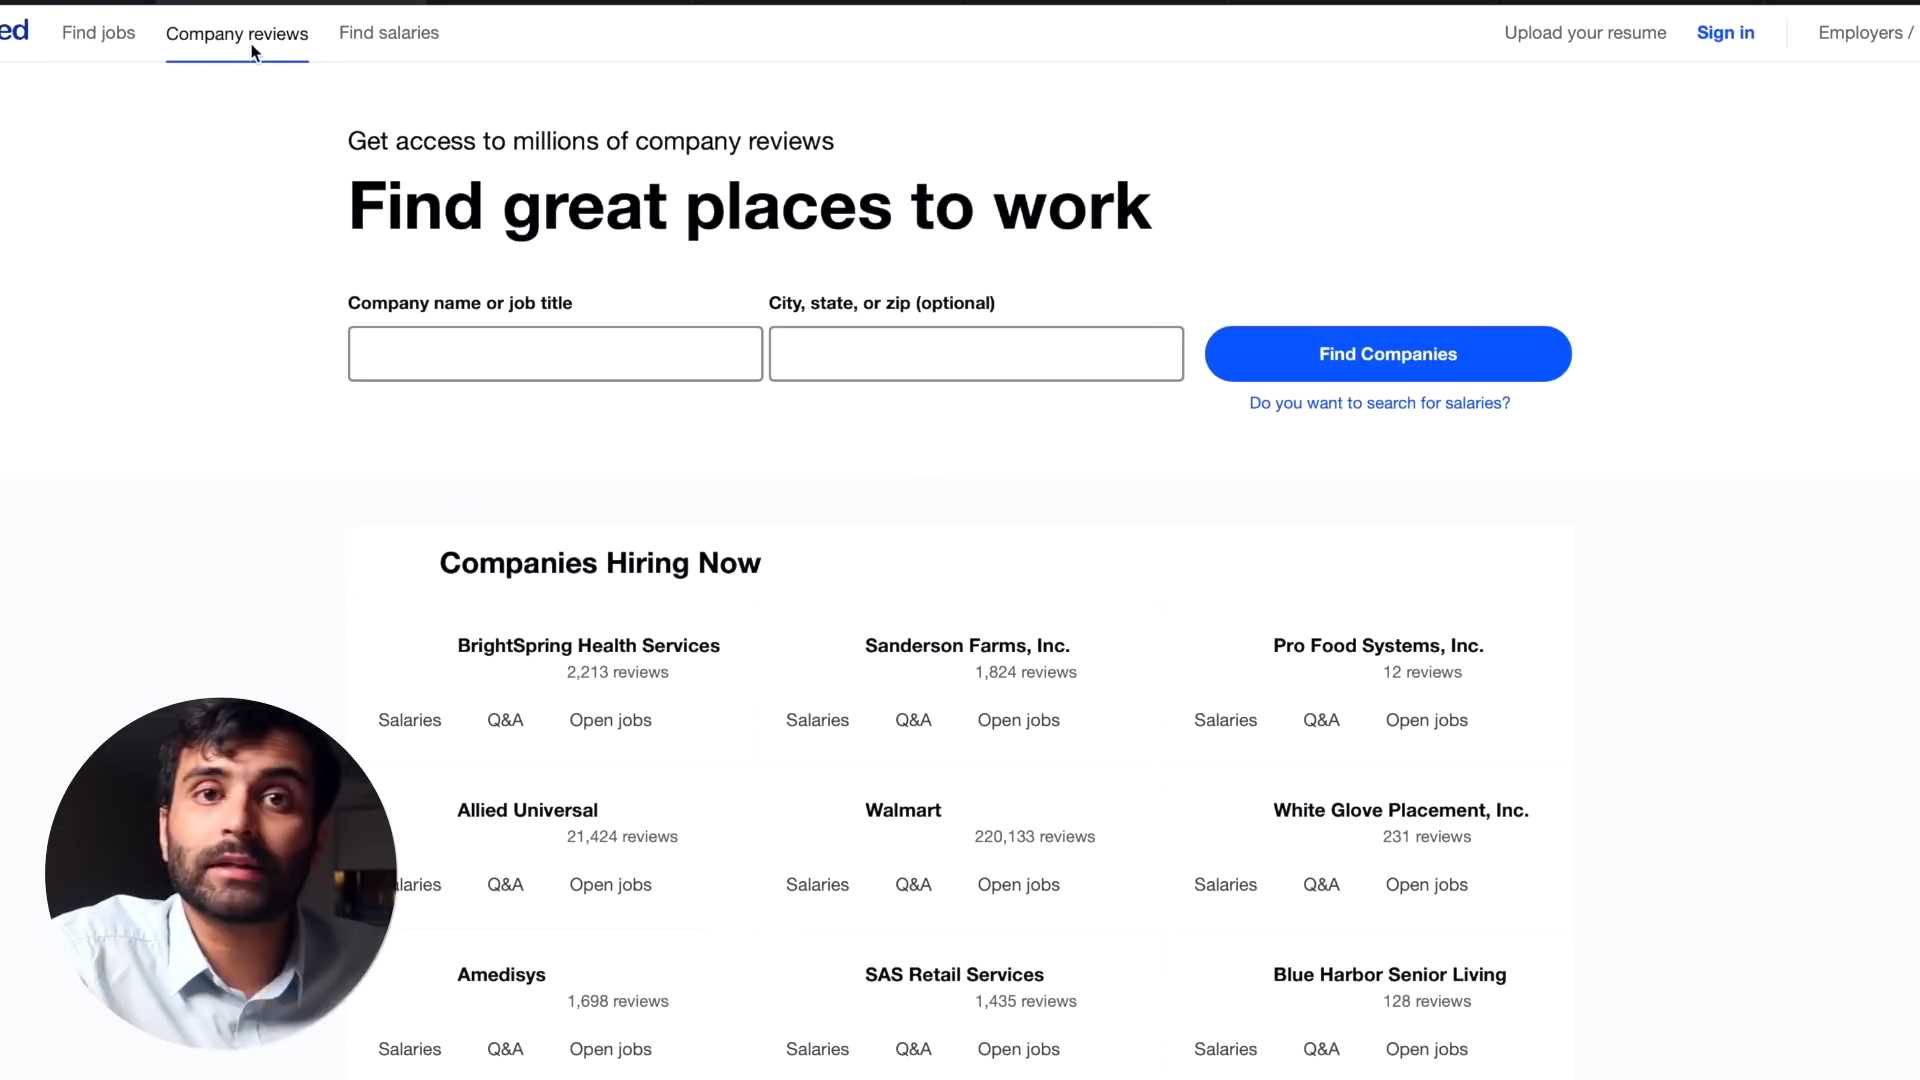 ed Find jobs Company reviews Find salaries Upload your resume Sign in Employers /
Get access to millions of company reviews
Find great places to work
Company name or job title City, state, or zip (optional)
Find Companies
Do you want to search for salaries?
Companies Hiring Now
BrightSpring Health Services Sanderson Farms, Inc. Pro Food Systems, Inc.
2,213 reviews 1,824 reviews 12 reviews
Salaries Q&A Open jobs Salaries Q&A Open jobs Salaries Q&A Open jobs
Allied Universal Walmart White Glove Placement, Inc.
21,424 reviews 220,133 reviews 231 reviews
laries Q&A Open jobs Salaries Q&A Open jobs Salaries Q&A Open jobs
Amedisys SAS Retail Services Blue Harbor Senior Living
1,698 reviews 1,435 reviews 128 reviews
Salaries Q&A Open jobs Salaries Q&A Open jobs Salaries Q&A Open jobs